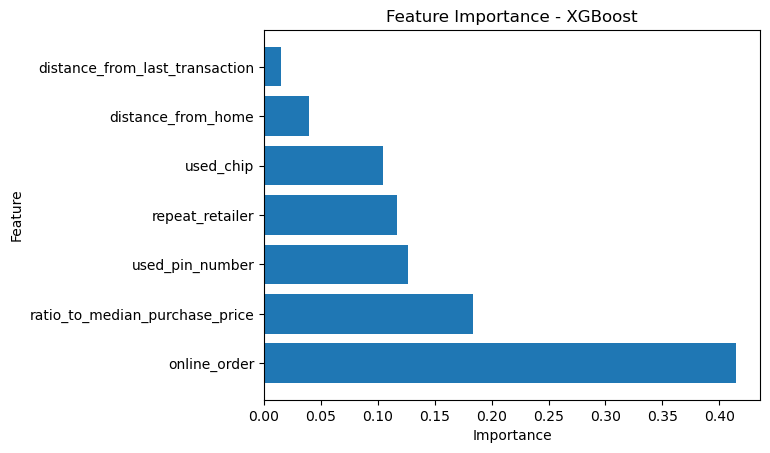 Feature Importance - XGBoost
Feature
distance_from_last_transaction
distance_from_home
used_chip
repeat_retailer
used_pin_number
ratio_to_median_purchase_price
online_order
0.00 0.05 0.10 0.15 0.20 0.25 0.30 0.35 0.40
Importance